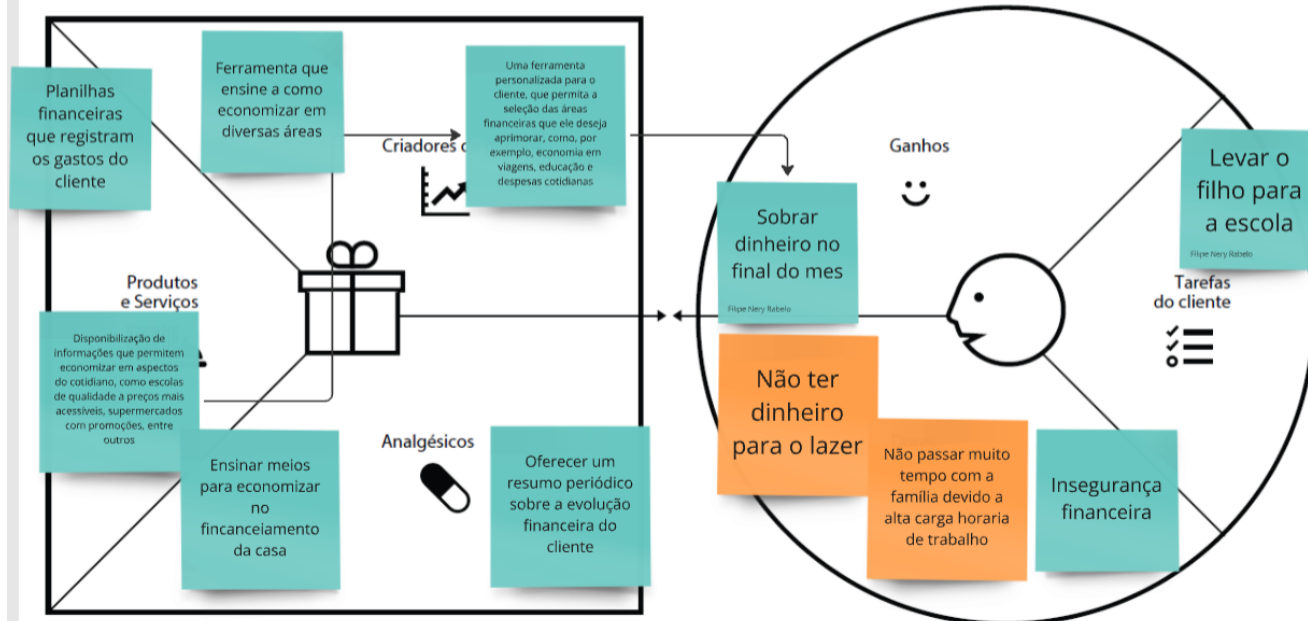 Planilhas
financeiras
que registram
os gastos do
cliente
Ferramenta que
ensine a como
economizar em
diversas áreas
Uma ferramenta
personalizada para o
cliente, que permita a
seleção das áreas
financeiras que ele deseja
aprimorar, como, por
exemplo, economia em
viagens, educação e
despesas cotidianas
Criadores
Ganhos
Levar o
filho para
a escola
Filipe Nery Rabelo
Sobrar
dinheiro no
final do mes
Filipe Nery Rabelo
Produtos
e Serviços
Tarefas
do cliente
Disponibilização de
informações que permitem
economizar em aspectos
do cotidiano, como escolas
de qualidade a preços mais
acessíveis, supermercados
com promoções, entre
outros
Não ter
dinheiro
para o lazer
Analgésicos
Ensinar meios
para economizar
no
fincanceiamento
da casa
Oferecer um
resumo periódico
sobre a evolução
financeira do
cliente
Não passar muito
tempo com a
família devido a
alta carga horaria
de trabalho
Insegurança
financeira